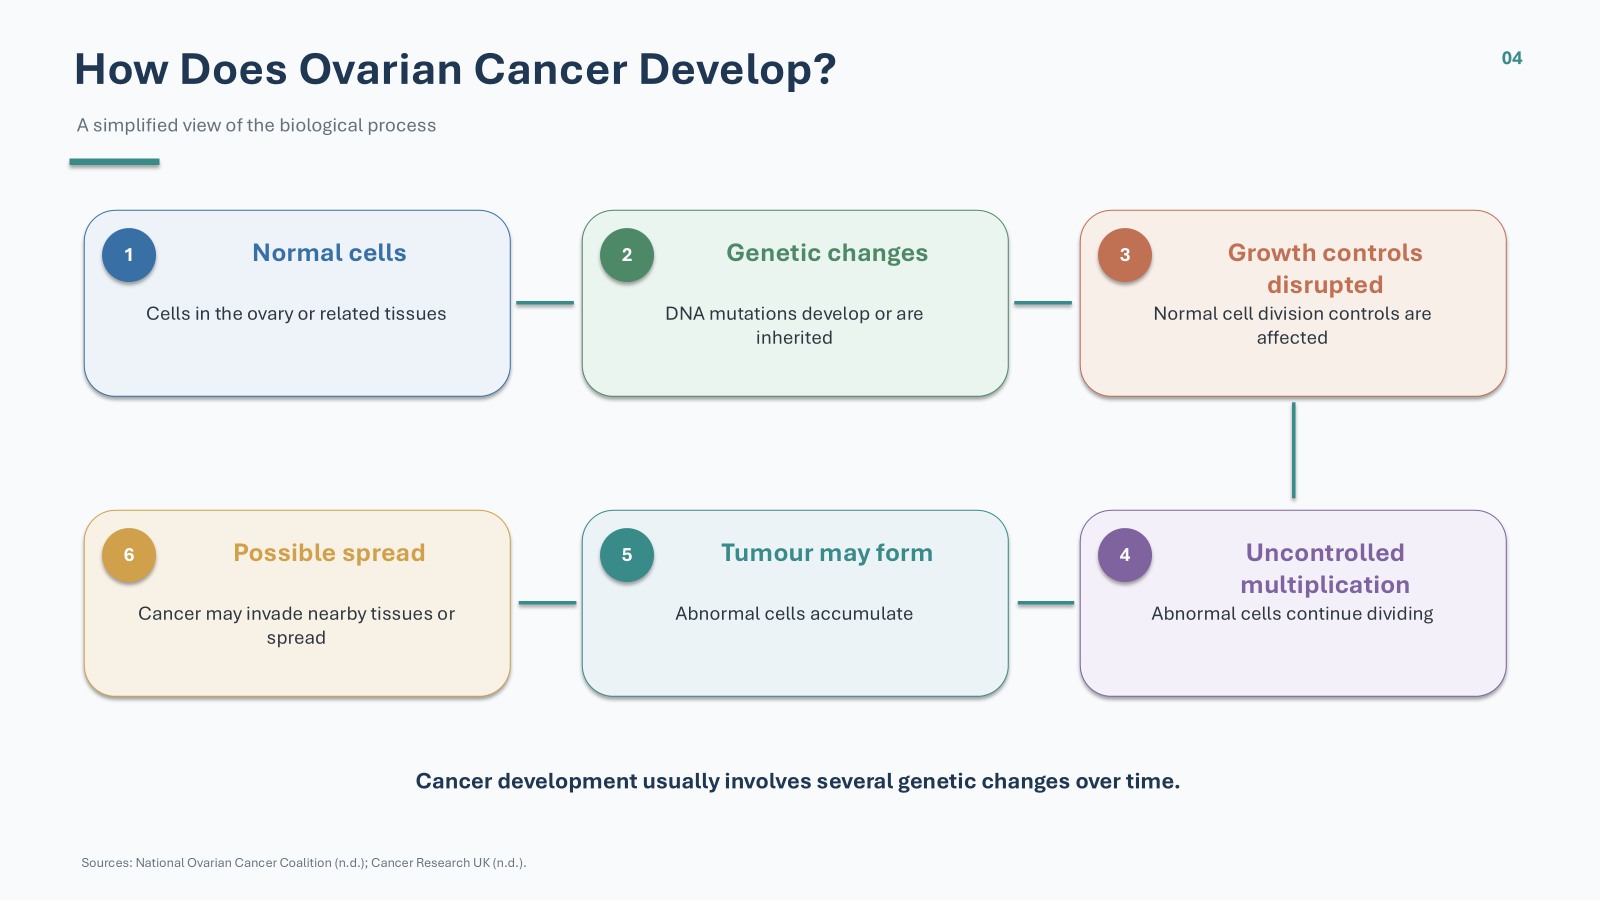 How Does Ovarian Cancer Develop?
04
A simplified view of the biological process
1
Normal cells
Cells in the ovary or related tissues
2
Genetic changes
DNA mutations develop or are
inherited
3
Growth controls
disrupted
Normal cell division controls are
affected
4
Uncontrolled
multiplication
Abnormal cells continue dividing
5
Tumour may form
Abnormal cells accumulate
6
Possible spread
Cancer may invade nearby tissues or
spread
Cancer development usually involves several genetic changes over time.
Sources: National Ovarian Cancer Coalition (n.d.); Cancer Research UK (n.d.).